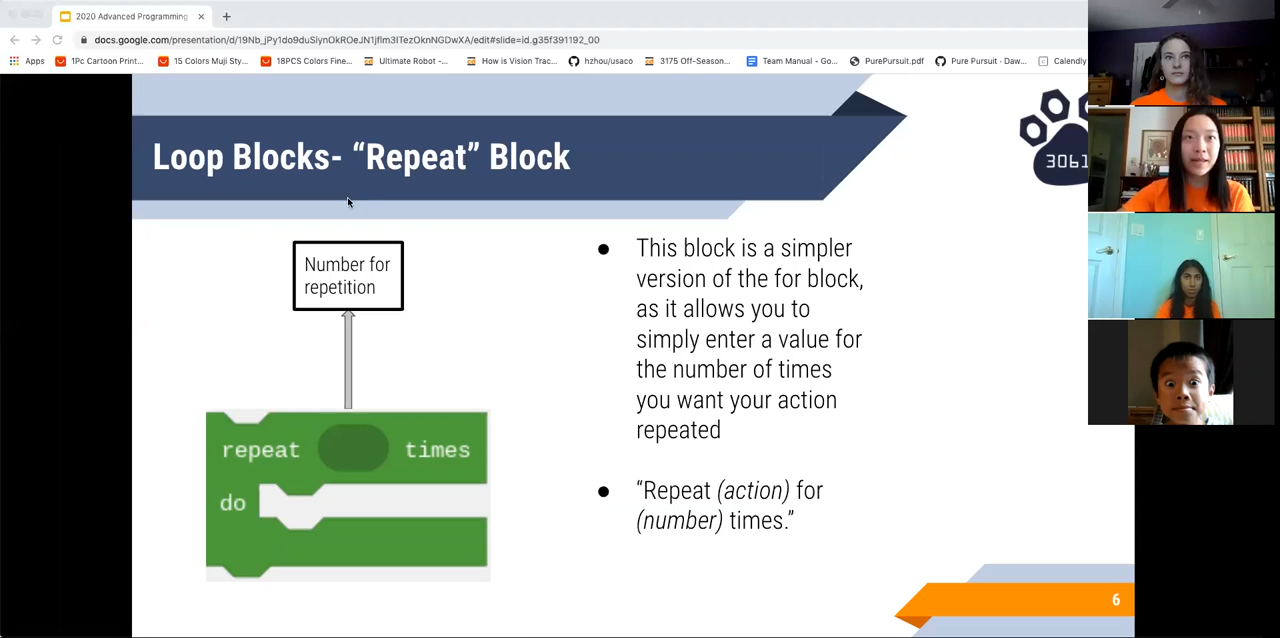 2020 Advanced Programming
docs.google.com/presentation/d/19Nb_jPy1do9duSiynOkROeJN1jflm3ITezOknNGDwXA/edit#slide=id.g35f391192_00
Apps 1Pc Cartoon Print... 15 Colors Muji Sty... 18PCS Colors Fine... Ultimate Robot -... How is Vision Trac... hzhou/usaco 3175 Off-Season... Team Manual - Go... PurePursuit.pdf Pure Pursuit · Daw... Calendly
Loop Blocks- “Repeat” Block
3061
Number for
repetition
repeat times
do
● This block is a simpler
version of the for block,
as it allows you to
simply enter a value for
the number of times
you want your action
repeated
● “Repeat (action) for
(number) times.”
6